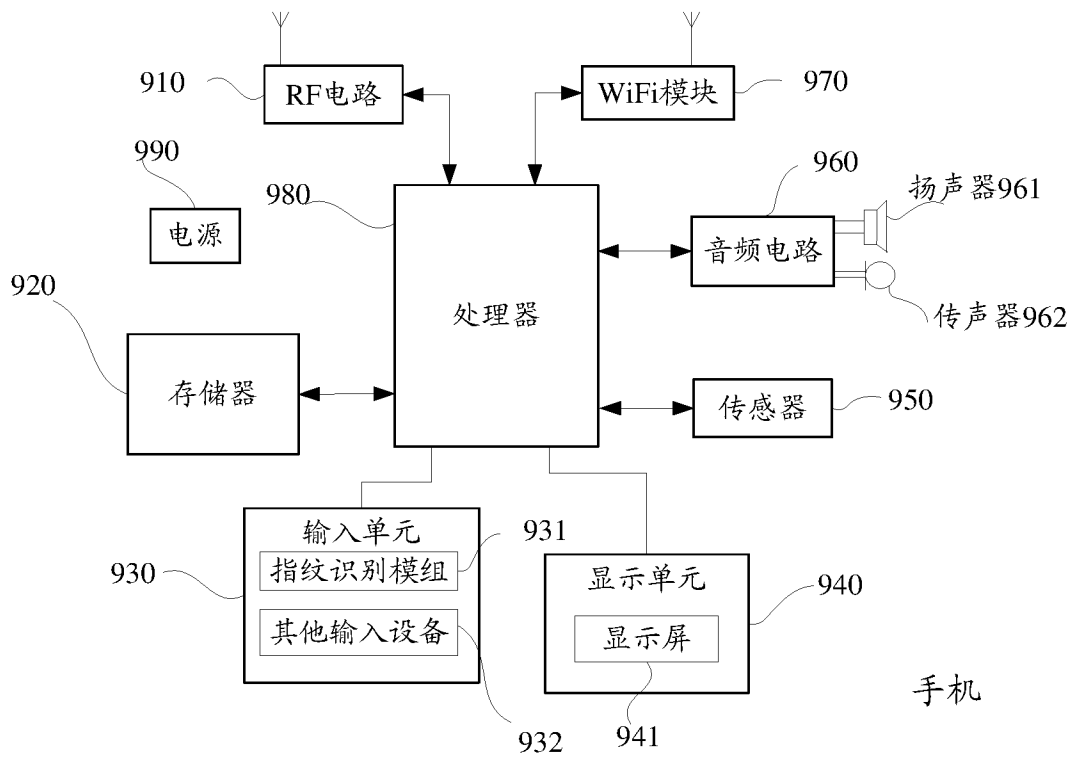 910
RF电路
WiFi模块
970
990
电源
980
处理器
960
音频电路
扬声器961
传声器962
920
存储器
传感器
950
输入单元
931
指纹识别模组
930
其他输入设备
932
显示单元
940
显示屏
941
手机